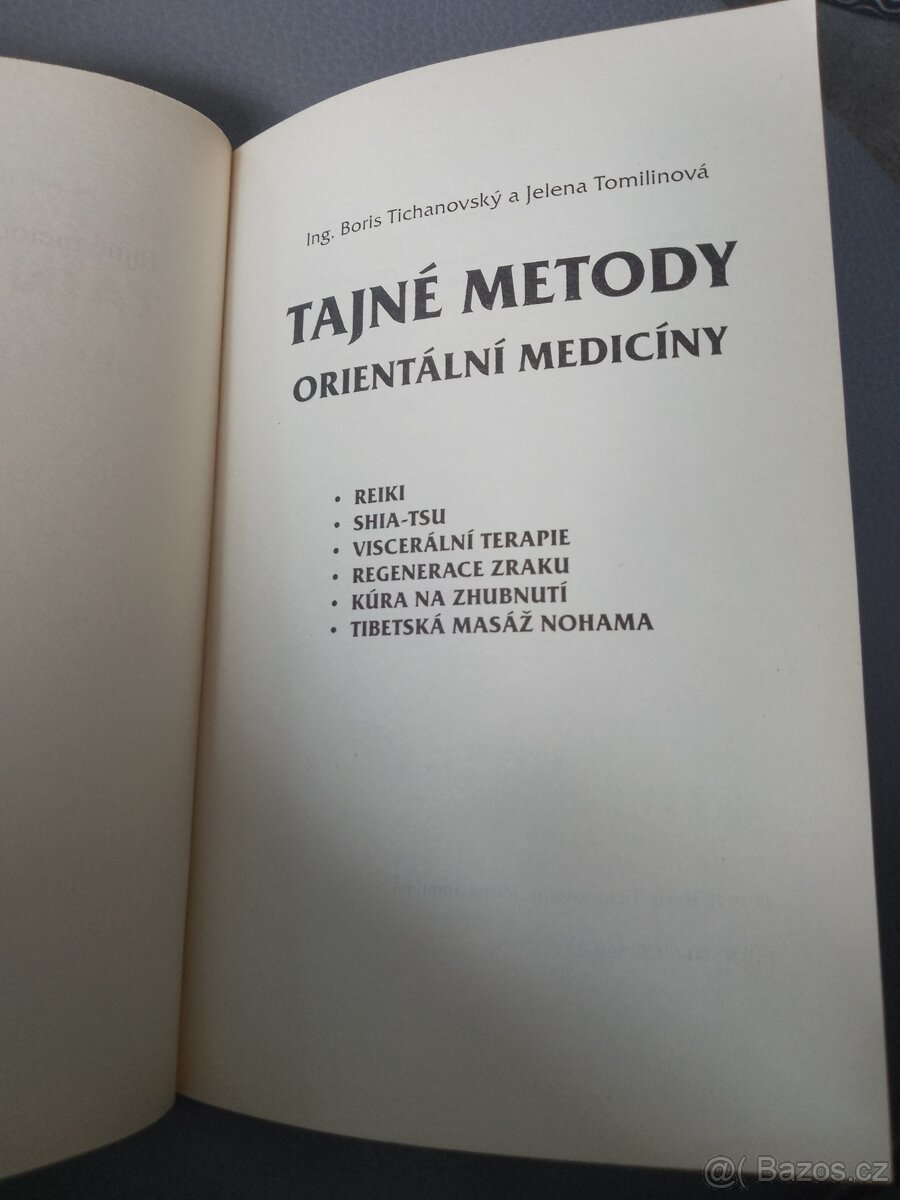 Ing. Boris Tichanovský a Jelena Tomilinová
TAJNÉ METODY
ORIENTÁLNÍ MEDICÍNY
• REIKI
• SHIA-TSU
• VISCERÁLNÍ TERAPIE
• REGENERACE ZRAKU
• KÚRA NA ZHUBNUTÍ
• TIBETSKÁ MASÁŽ NOHAMA
@( Bazos.cz